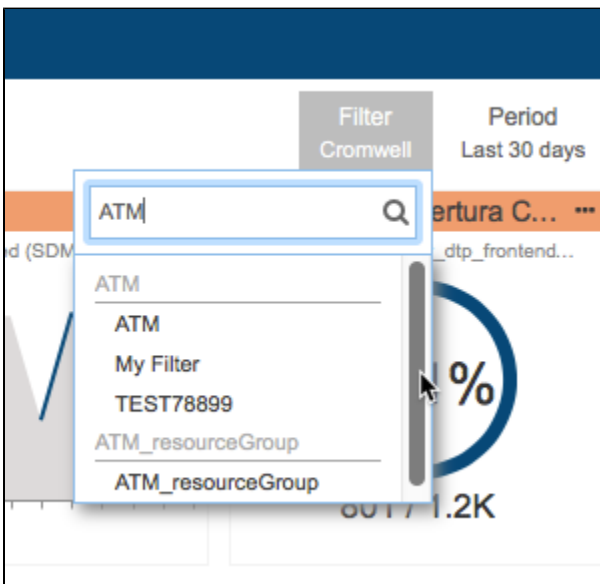 Filter
Cromwell
Period
Last 30 days
ATM
ertura C... ...
ed (SDM
_dtp_frontend...
ATM
ATM
My Filter
TEST78899
ATM_resourceGroup
ATM_resourceGroup
%
1.2K